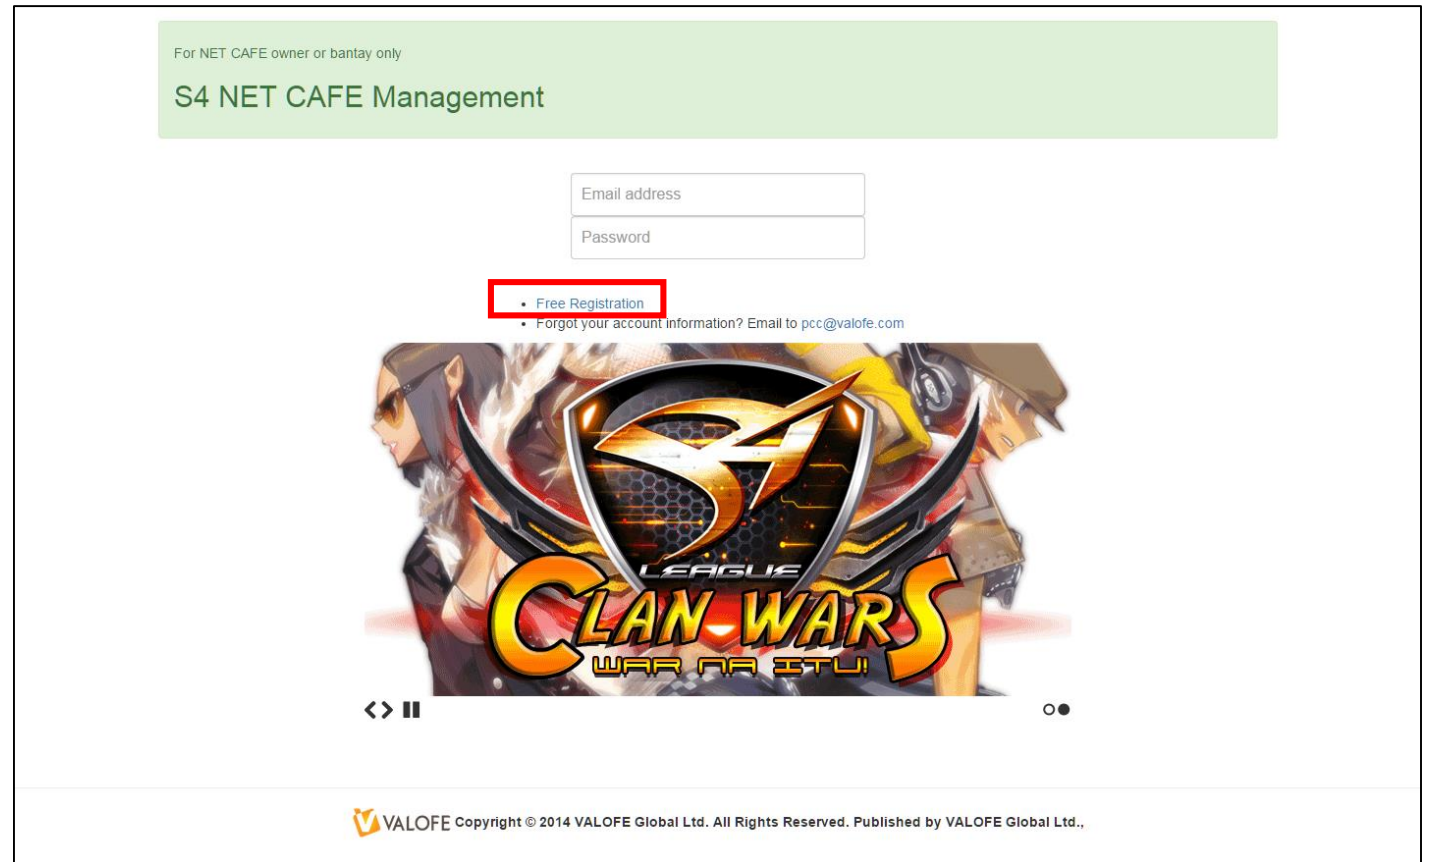 For NET CAFE owner or bantay only
S4 NET CAFE Management
Email address
Password
Free Registration
Forgot your account information? Email to pcc@valofe.com
S4
LEAGUE
CLAN WARS
WAR NA ITU!
VALOFE Copyright © 2014 VALOFE Global Ltd. All Rights Reserved. Published by VALOFE Global Ltd.,